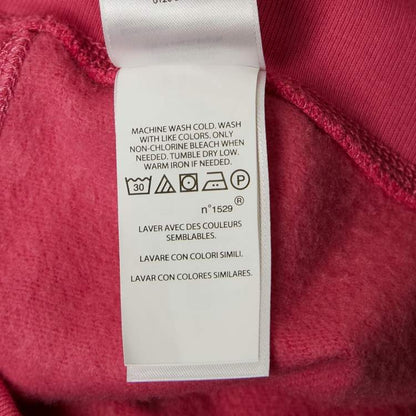 MACHINE WASH COLD. WASH
WITH LIKE COLORS. ONLY
NON-CHLORINE BLEACH WHEN
NEEDED. TUMBLE DRY LOW.
WARM IRON IF NEEDED.
30 P
n°1529 ®
LAVER AVEC DES COULEURS
SEMBLABLES.
LAVARE CON COLORI SIMILI.
LAVAR CON COLORES SIMILARES.